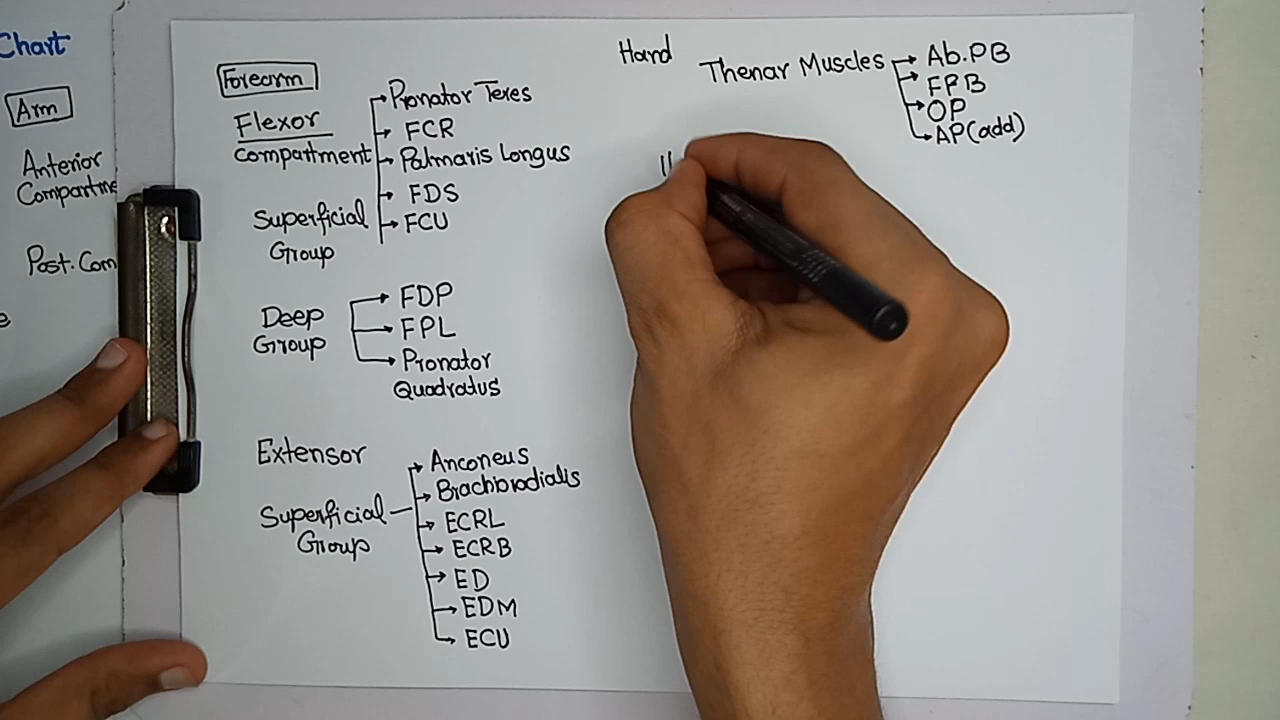 Chart
Arm
Anterior
Compartme
Post. Com
Forearm
Flexor
Compartment
Pronator Teres
FCR
Palmaris Longus
FDS
FCU
Superficial
Group
Deep
Group
FDP
FPL
Pronator
Quadratus
Extensor
Superficial
Group
Anconeus
Brachioradialis
ECRL
ECRB
ED
EDM
ECU
Hand
Thenar Muscles
Ab.PB
FPB
OP
AP(add)